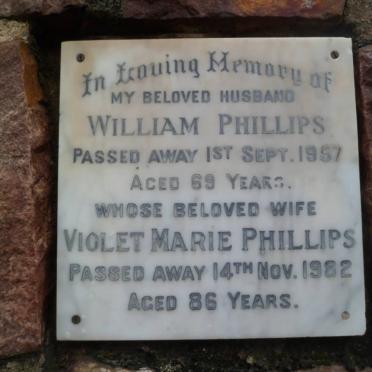 In Loving Memory of
MY BELOVED HUSBAND
WILLIAM PHILLIPS
PASSED AWAY 1ST SEPT. 1957
AGED 69 YEARS.
WHOSE BELOVED WIFE
VIOLET MARIE PHILLIPS
PASSED AWAY 14TH NOV. 1982
AGED 86 YEARS.